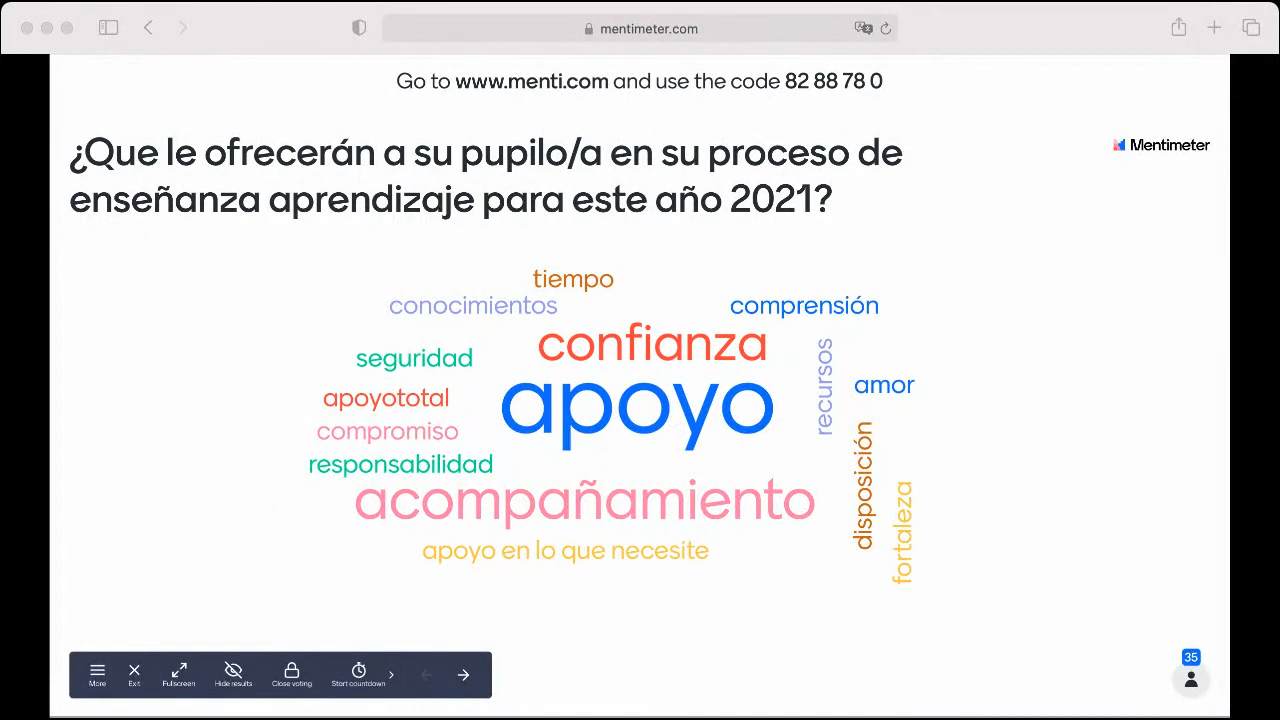 mentimeter.com
Go to www.menti.com and use the code 82 88 78 0
¿Que le ofrecerán a su pupilo/a en su proceso de
enseñanza aprendizaje para este año 2021?
Mentimeter
tiempo
conocimientos
comprensión
confianza
seguridad
recursos
amor
apoyototal
apoyo
compromiso
disposición
responsabilidad
fortaleza
acompañamiento
apoyo en lo que necesite
More
Exit
Fullscreen
Hide results
Close voting
Start countdown
35